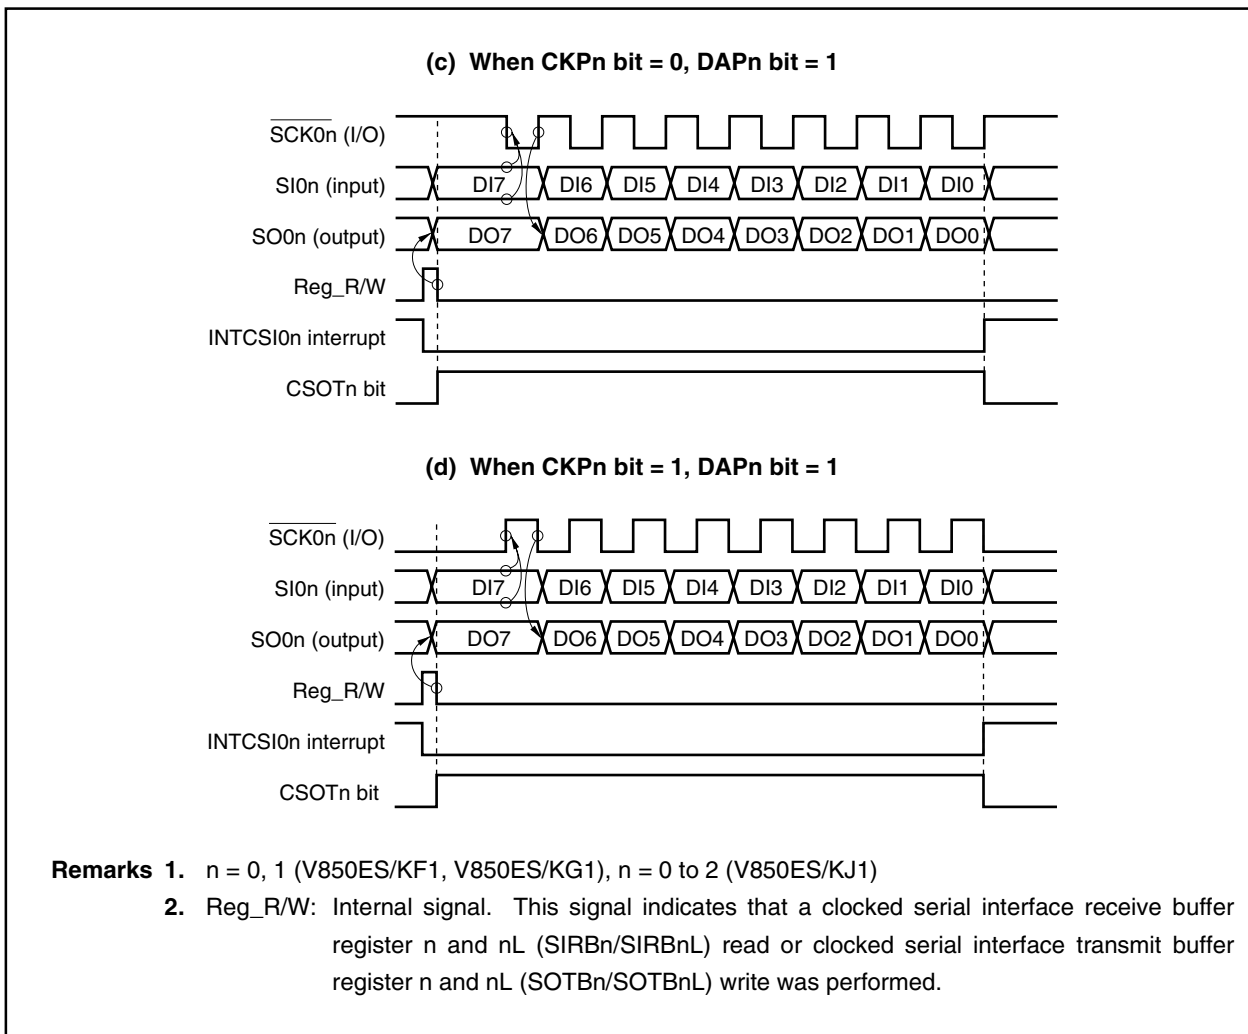 (c) When CKPn bit = 0, DAPn bit = 1
SCK0n (I/O)
SI0n (input) DI7 DI6 DI5 DI4 DI3 DI2 DI1 DI0
SO0n (output) DO7 DO6 DO5 DO4 DO3 DO2 DO1 DO0
Reg_R/W
INTCSI0n interrupt
CSOTn bit
(d) When CKPn bit = 1, DAPn bit = 1
SCK0n (I/O)
SI0n (input) DI7 DI6 DI5 DI4 DI3 DI2 DI1 DI0
SO0n (output) DO7 DO6 DO5 DO4 DO3 DO2 DO1 DO0
Reg_R/W
INTCSI0n interrupt
CSOTn bit
Remarks 1. n = 0, 1 (V850ES/KF1, V850ES/KG1), n = 0 to 2 (V850ES/KJ1)
2. Reg_R/W: Internal signal. This signal indicates that a clocked serial interface receive buffer
register n and nL (SIRBn/SIRBnL) read or clocked serial interface transmit buffer
register n and nL (SOTBn/SOTBnL) write was performed.